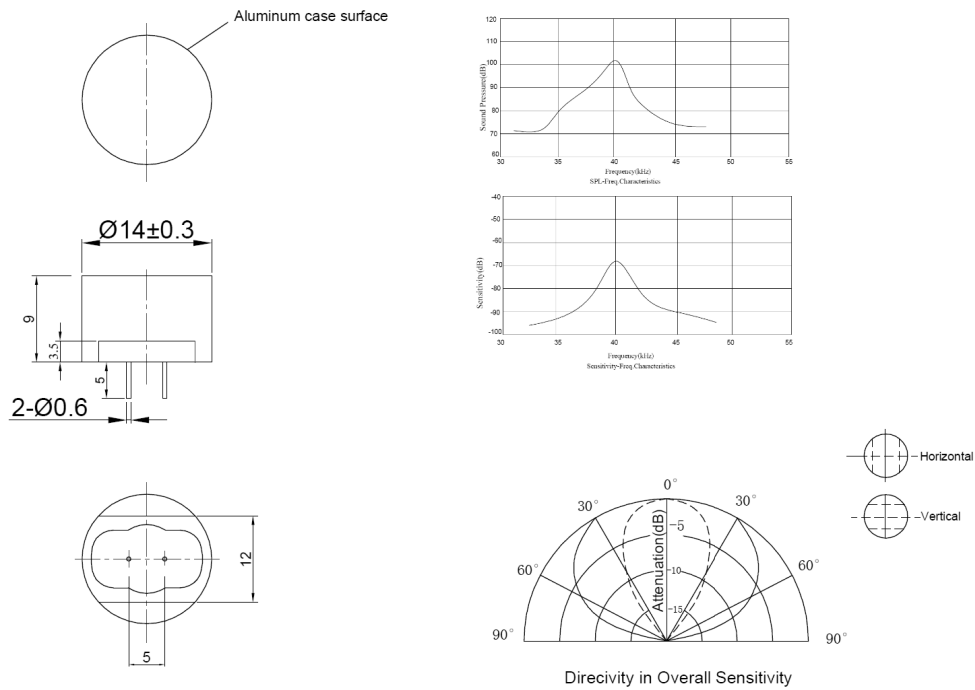 Aluminum case surface
Ø14±0.3
9
3.5
5
2-Ø0.6
12
5
120
110
100
90
80
70
60
Sound Pressure(dB)
30 35 40 45 50 55
Frequency(kHz)
SPL-Freq.Characteristics
-40
-50
-60
-70
-80
-90
-100
Sensitivity(dB)
30 35 40 45 50 55
Frequency(kHz)
Sensitivity-Freq.Characteristics
Horizontal
Vertical
0°
30° 30°
60° 60°
90° 90°
Attenuation(dB)
-5
-10
-15
Direcivity in Overall Sensitivity